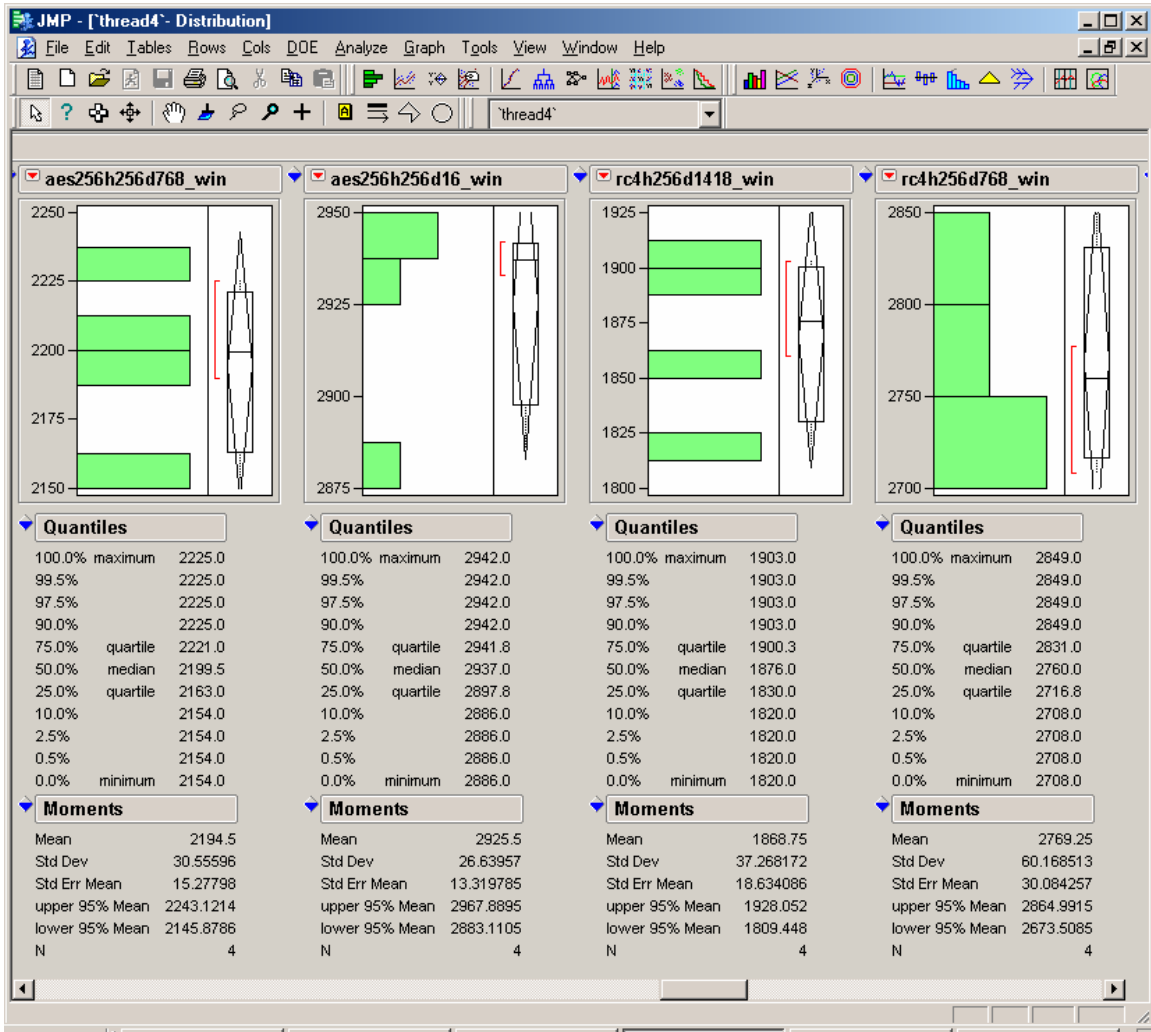 JMP - [`thread4`- Distribution]
File Edit Tables Rows Cols DOE Analyze Graph Tools View Window Help
? A `thread4`
aes256h256d768_win
2250
2225
2200
2175
2150
Quantiles
100.0% maximum 2225.0
99.5% 2225.0
97.5% 2225.0
90.0% 2225.0
75.0% quartile 2221.0
50.0% median 2199.5
25.0% quartile 2163.0
10.0% 2154.0
2.5% 2154.0
0.5% 2154.0
0.0% minimum 2154.0
Moments
Mean 2194.5
Std Dev 30.55596
Std Err Mean 15.27798
upper 95% Mean 2243.1214
lower 95% Mean 2145.8786
N 4
aes256h256d16_win
2950
2925
2900
2875
Quantiles
100.0% maximum 2942.0
99.5% 2942.0
97.5% 2942.0
90.0% 2942.0
75.0% quartile 2941.8
50.0% median 2937.0
25.0% quartile 2897.8
10.0% 2886.0
2.5% 2886.0
0.5% 2886.0
0.0% minimum 2886.0
Moments
Mean 2925.5
Std Dev 26.63957
Std Err Mean 13.319785
upper 95% Mean 2967.8895
lower 95% Mean 2883.1105
N 4
rc4h256d1418_win
1925
1900
1875
1850
1825
1800
Quantiles
100.0% maximum 1903.0
99.5% 1903.0
97.5% 1903.0
90.0% 1903.0
75.0% quartile 1900.3
50.0% median 1876.0
25.0% quartile 1830.0
10.0% 1820.0
2.5% 1820.0
0.5% 1820.0
0.0% minimum 1820.0
Moments
Mean 1868.75
Std Dev 37.268172
Std Err Mean 18.634086
upper 95% Mean 1928.052
lower 95% Mean 1809.448
N 4
rc4h256d768_win
2850
2800
2750
2700
Quantiles
100.0% maximum 2849.0
99.5% 2849.0
97.5% 2849.0
90.0% 2849.0
75.0% quartile 2831.0
50.0% median 2760.0
25.0% quartile 2716.8
10.0% 2708.0
2.5% 2708.0
0.5% 2708.0
0.0% minimum 2708.0
Moments
Mean 2769.25
Std Dev 60.168513
Std Err Mean 30.084257
upper 95% Mean 2864.9915
lower 95% Mean 2673.5085
N 4